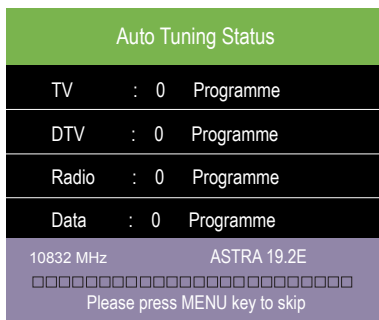 Auto Tuning Status
TV : 0 Programme
DTV : 0 Programme
Radio : 0 Programme
Data : 0 Programme
10832 MHz ASTRA 19.2E
Please press MENU key to skip